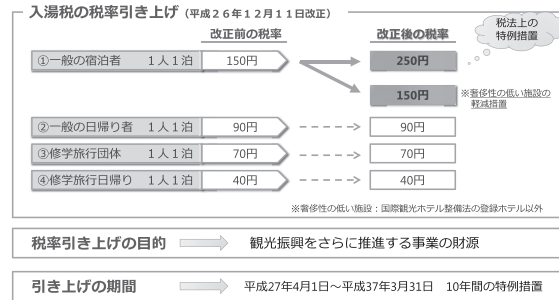 入湯税の税率引き上げ（平成２６年１２月１１日改正）
税法上の
特例措置
改正前の税率
改正後の税率
①一般の宿泊者　１人１泊　150円　250円
150円　※奢侈性の低い施設の
軽減措置
②一般の日帰り者　１人１泊　90円　90円
③修学旅行団体　１人１泊　70円　70円
④修学旅行日帰り　１人１泊　40円　40円
※奢侈性の低い施設：国際観光ホテル整備法の登録ホテル以外
税率引き上げの目的　観光振興をさらに推進する事業の財源
引き上げの期間　平成27年4月1日～平成37年3月31日　10年間の特例措置